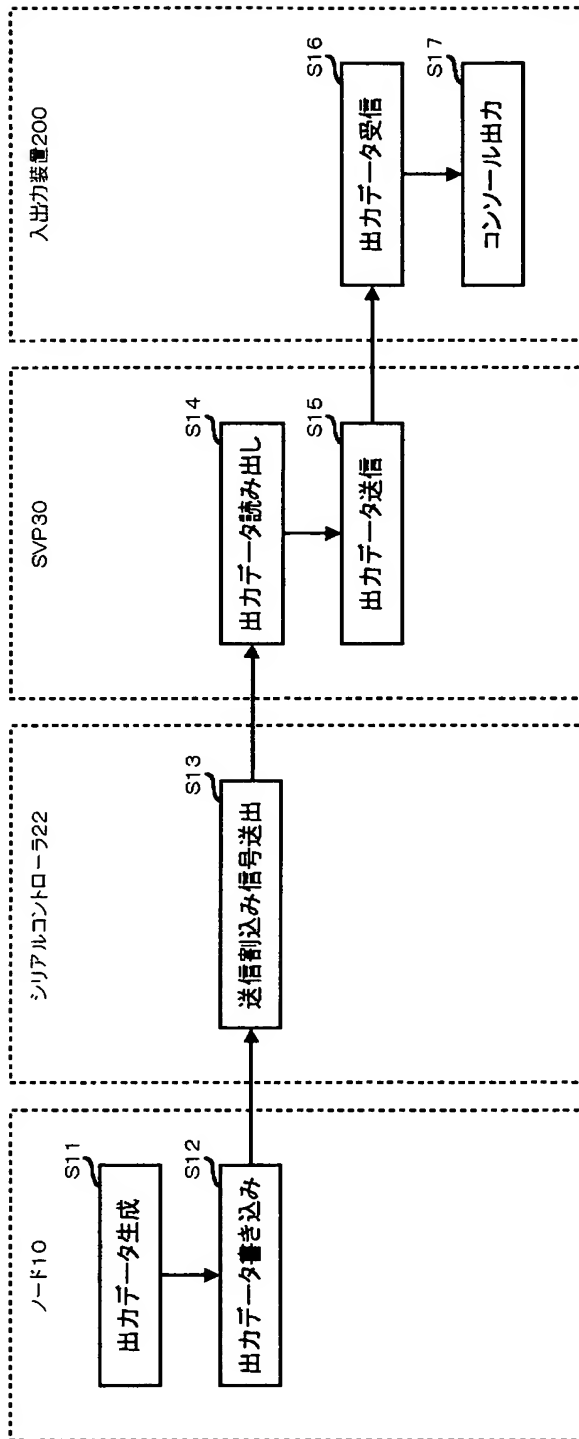 ノード10
S11
出力データ生成
S12
出力データ書き込み
シリアルコントローラ22
S13
送信割込み信号送出
SVP30
S14
出力データ読み出し
S15
出力データ送信
入出力装置200
S16
出力データ受信
S17
コンソール出力